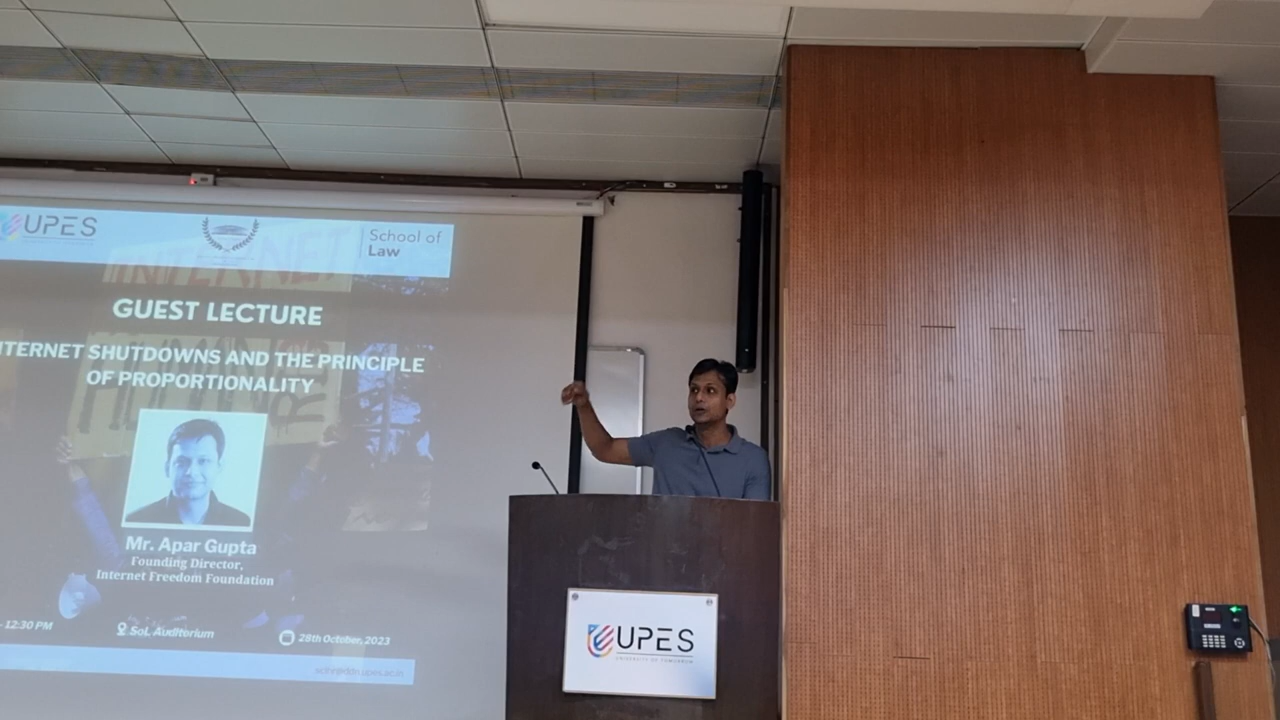 UPES
School of
Law
GUEST LECTURE
TERNET SHUTDOWNS AND THE PRINCIPLE
OF PROPORTIONALITY
Mr. Apar Gupta
Founding Director,
Internet Freedom Foundation
- 12:30 PM
SoL Auditorium
28th October, 2023
UPES
UNIVERSITY OF TOMORROW